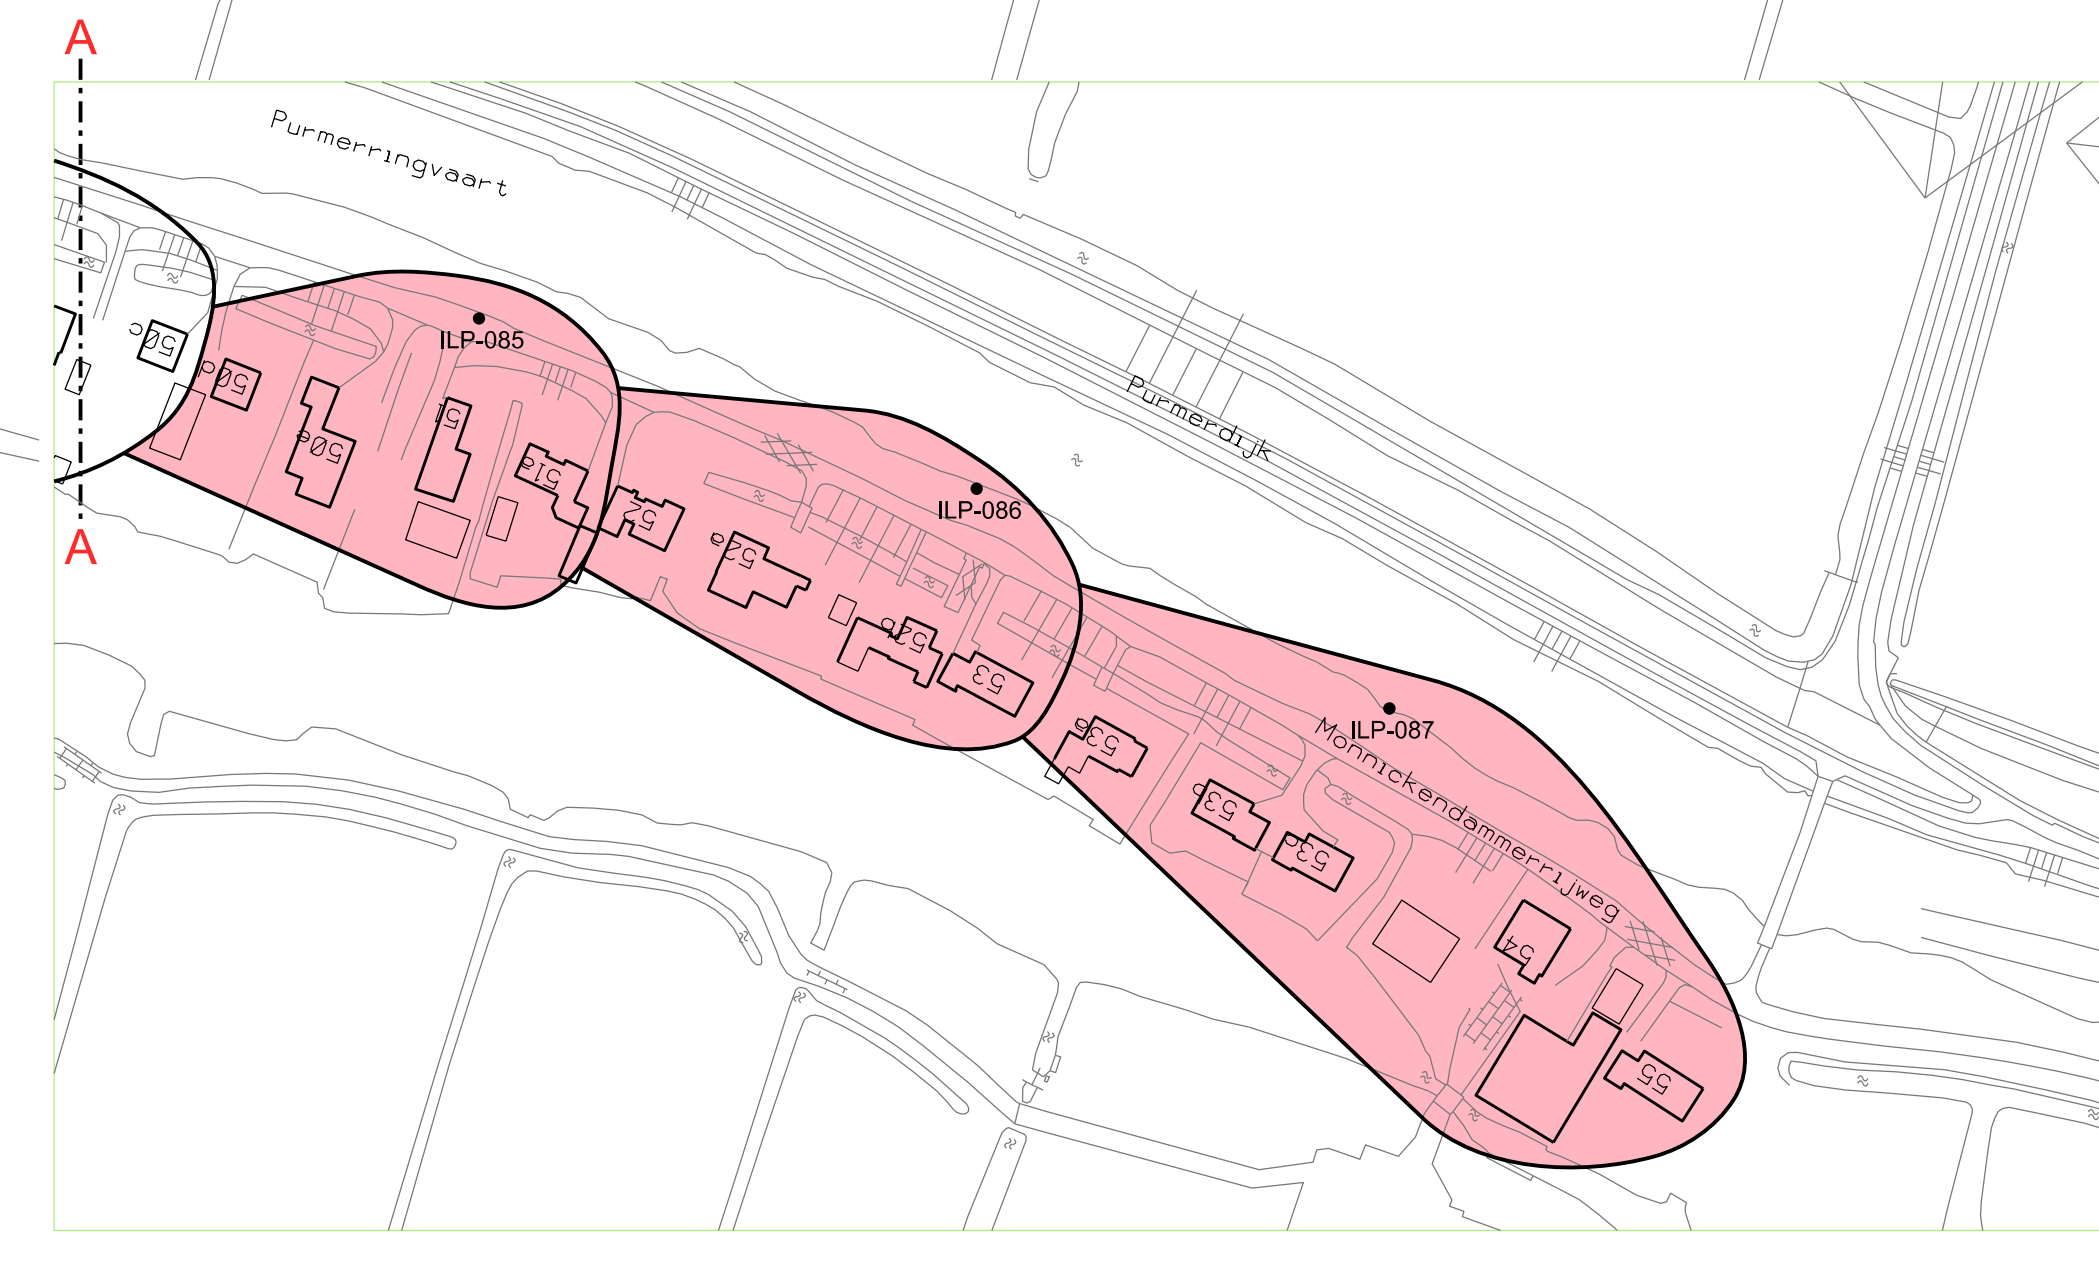 A
Purmerringvaart
ILP-085
50c
50d
51
Purmerdijk
50e
51a
ILP-086
52
A
52a
52b
53
ILP-087
53a
Monnickendammerrijweg
53b
53c
54
55